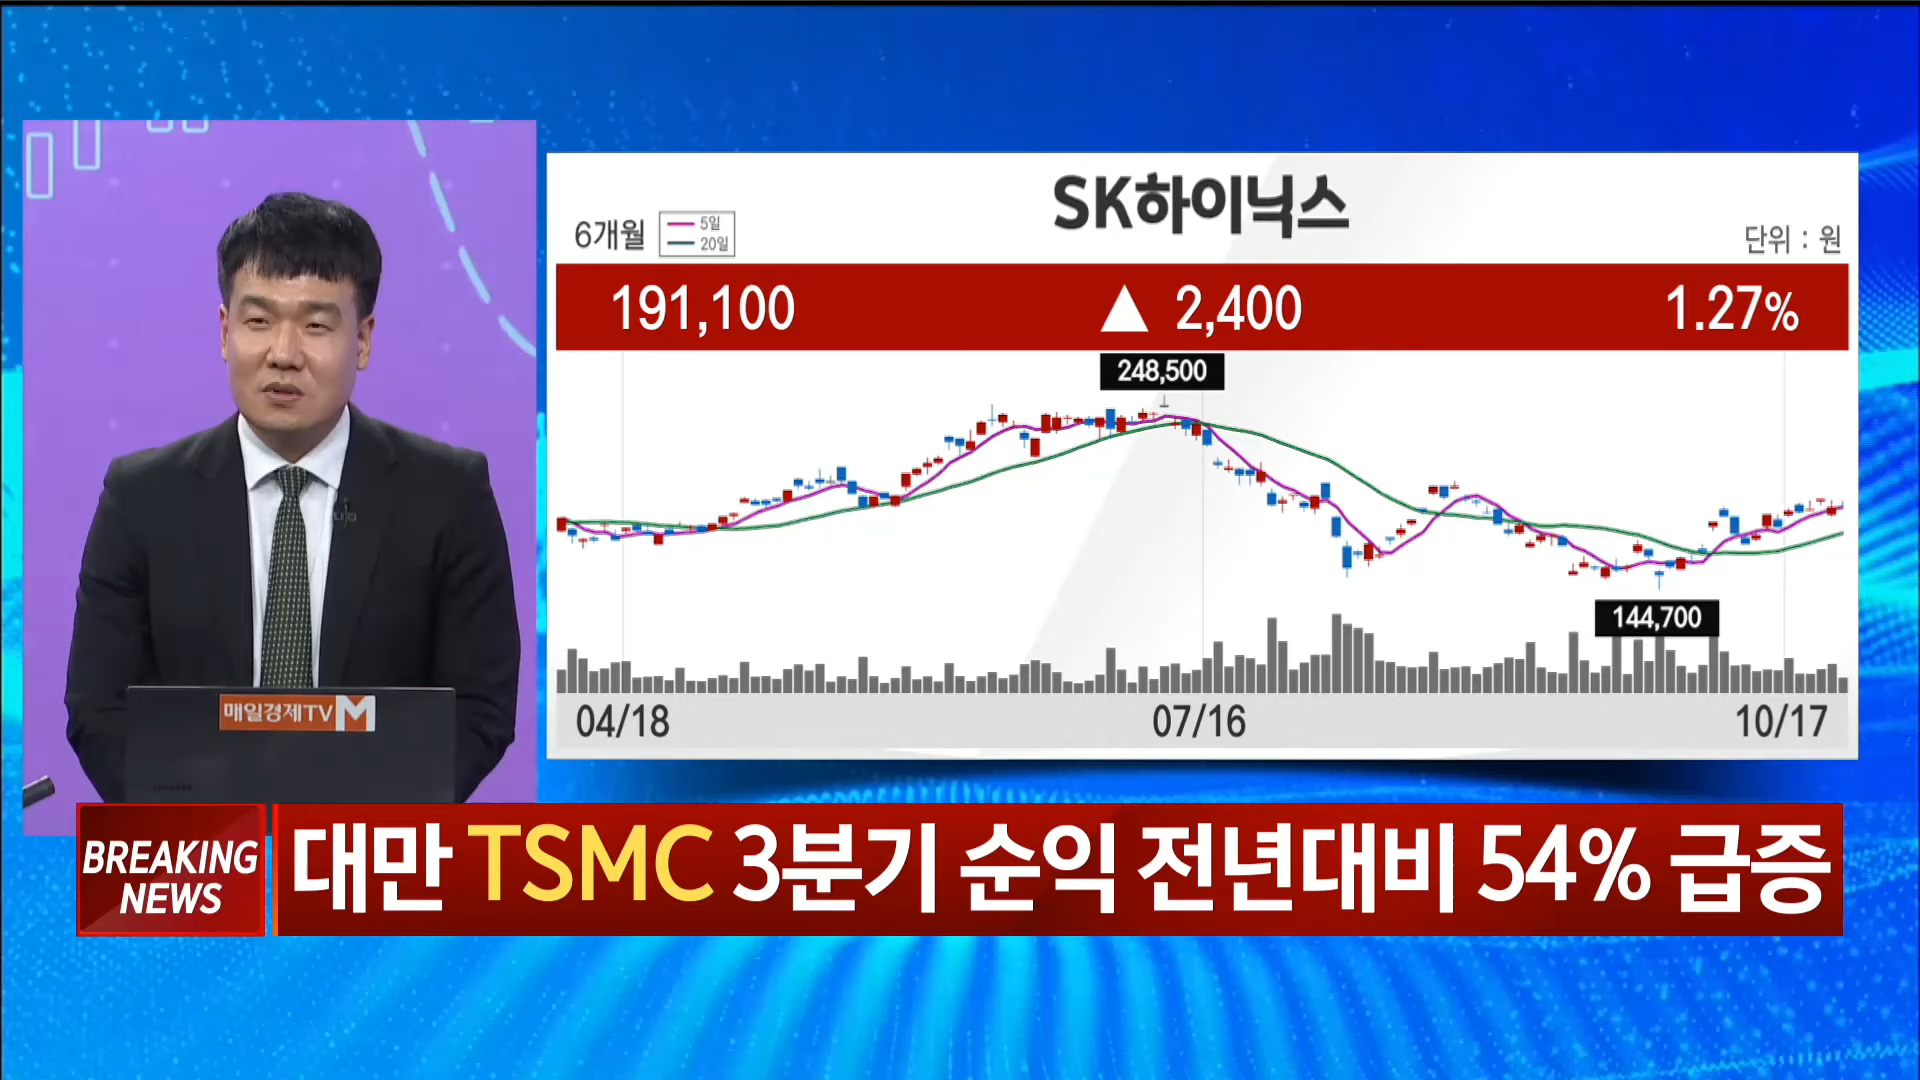 SK하이닉스
6개월
5일
20일
단위 : 원
191,100 ▲ 2,400 1.27%
248,500
144,700
04/18 07/16 10/17
매일경제TV M
BREAKING NEWS
대만 TSMC 3분기 순익 전년대비 54% 급증